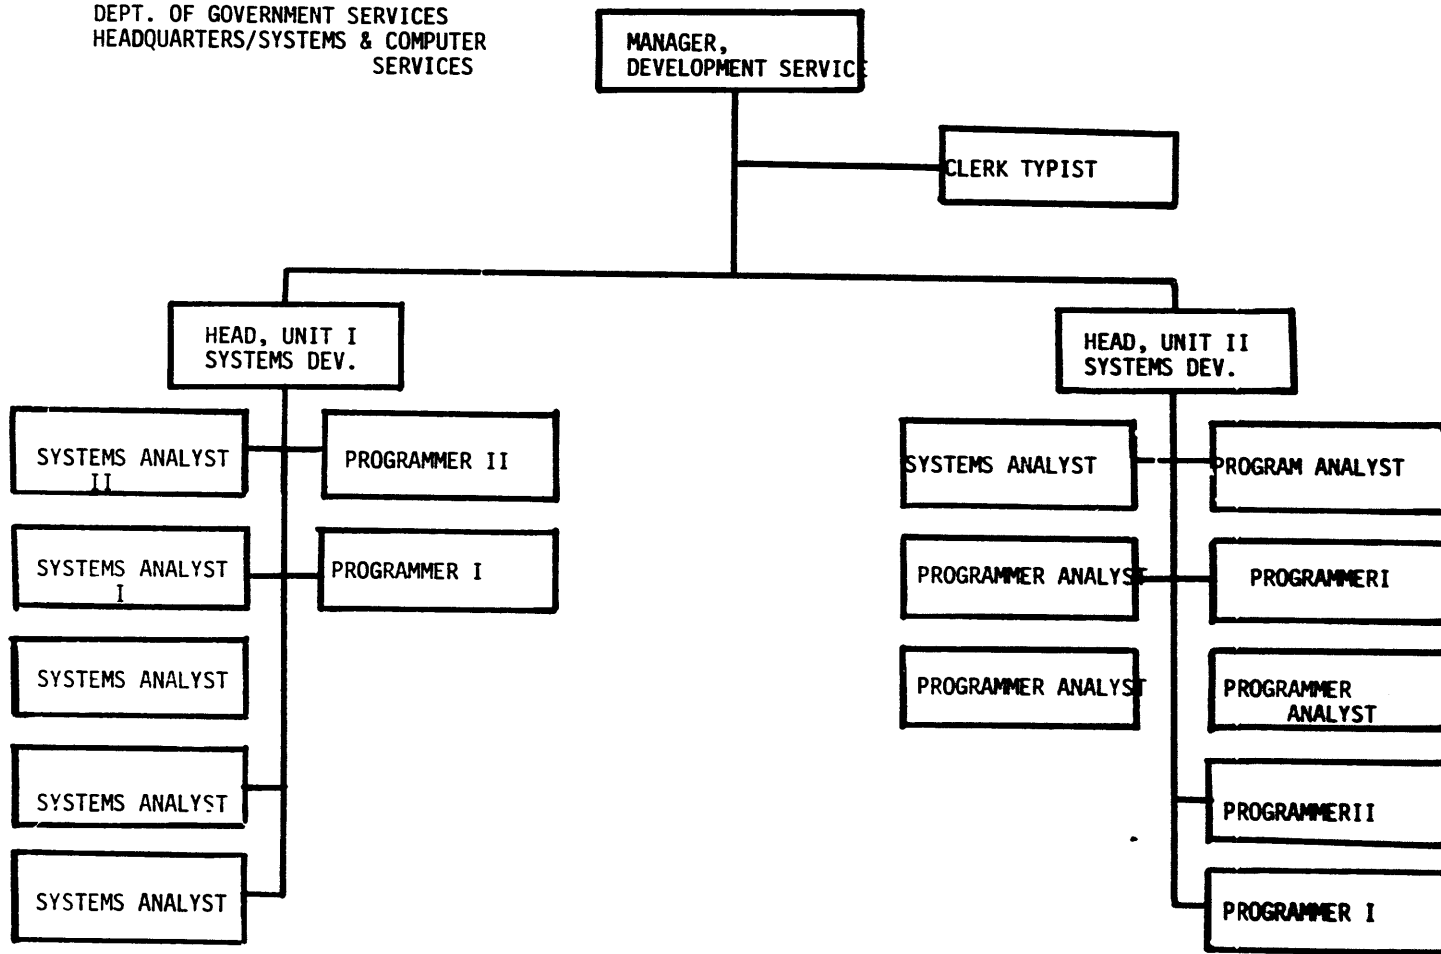 DEPT. OF GOVERNMENT SERVICES
HEADQUARTERS/SYSTEMS & COMPUTER
SERVICES
MANAGER,
DEVELOPMENT SERVICE
CLERK TYPIST
HEAD, UNIT I
SYSTEMS DEV.
SYSTEMS ANALYST
II
PROGRAMMER II
SYSTEMS ANALYST
I
PROGRAMMER I
SYSTEMS ANALYST
SYSTEMS ANALYST
SYSTEMS ANALYST
HEAD, UNIT II
SYSTEMS DEV.
SYSTEMS ANALYST
PROGRAM ANALYST
PROGRAMMER ANALYST
PROGRAMMERI
PROGRAMMER ANALYST
PROGRAMMER
ANALYST
PROGRAMMERII
PROGRAMMER I